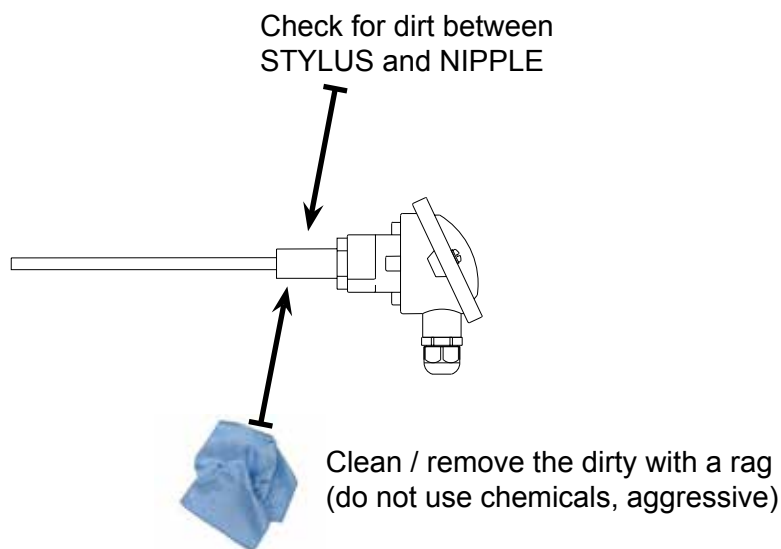 Check for dirt between
STYLUS and NIPPLE
Clean / remove the dirty with a rag
(do not use chemicals, aggressive)